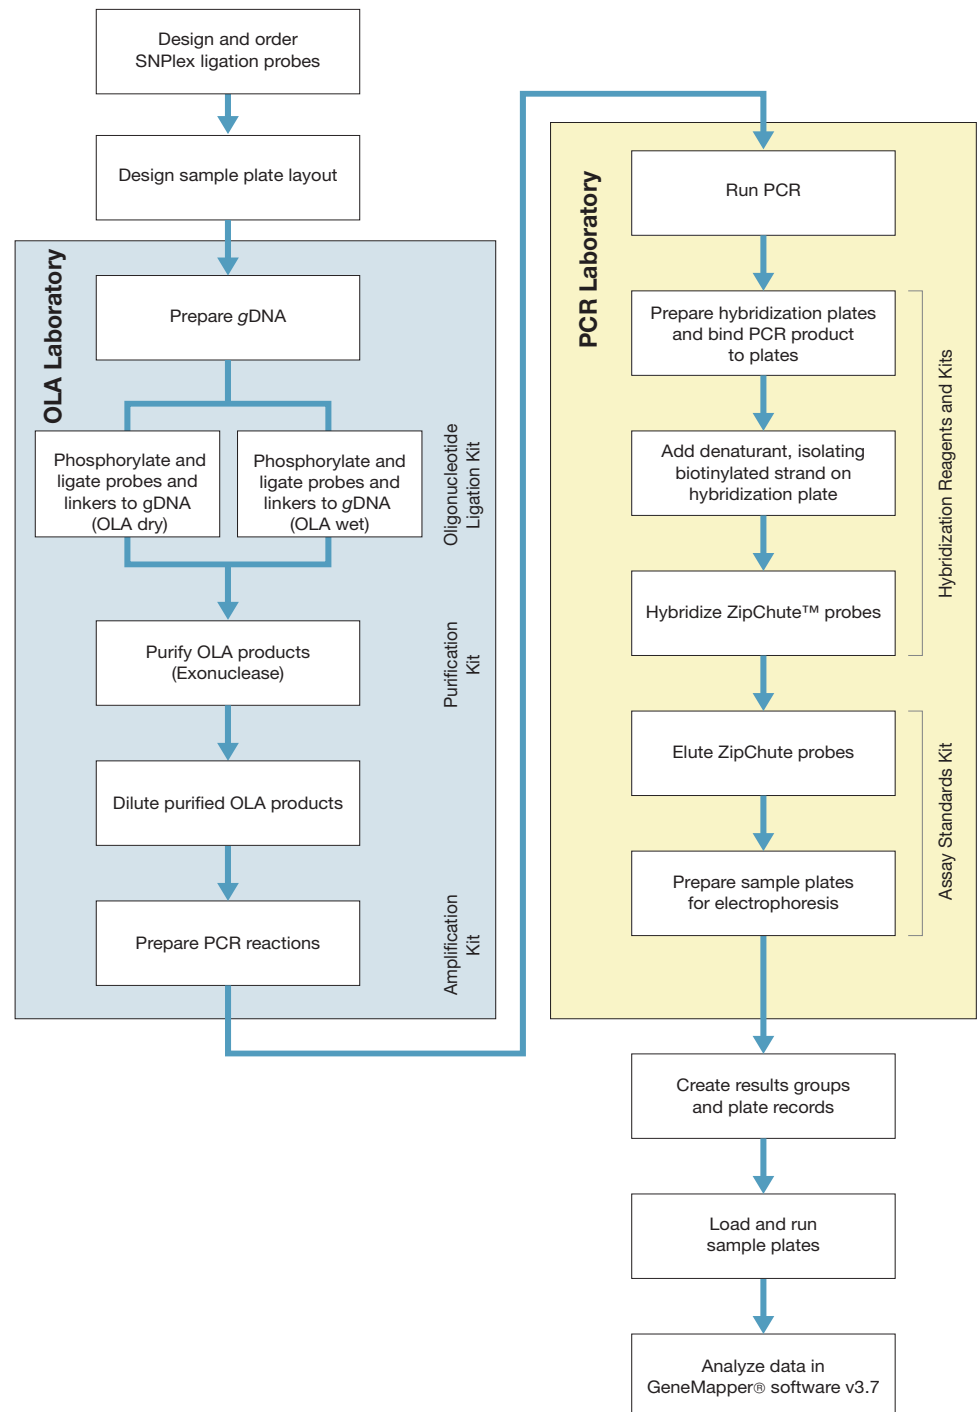 Design and order
SNPlex ligation probes
Design sample plate layout
OLA Laboratory
Prepare gDNA
Phosphorylate and
ligate probes and
linkers to gDNA
(OLA dry)
Phosphorylate and
ligate probes and
linkers to gDNA
(OLA wet)
Oligonucleotide
Ligation Kit
Purify OLA products
(Exonuclease)
Purification
Kit
Dilute purified OLA products
Prepare PCR reactions
Amplification
Kit
PCR Laboratory
Run PCR
Prepare hybridization plates
and bind PCR product
to plates
Add denaturant, isolating
biotinylated strand on
hybridization plate
Hybridize ZipChute™ probes
Hybridization Reagents and Kits
Elute ZipChute probes
Prepare sample plates
for electrophoresis
Assay Standards Kit
Create results groups
and plate records
Load and run
sample plates
Analyze data in
GeneMapper® software v3.7